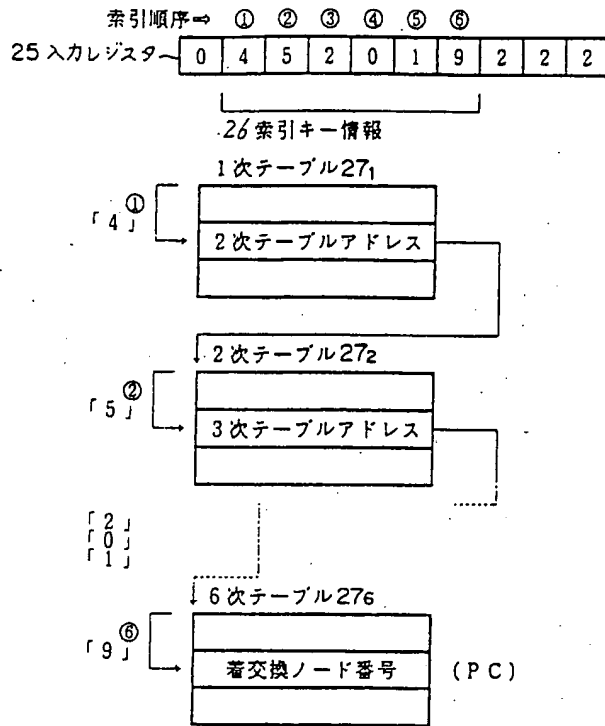 索引順序⇒ ① ② ③ ④ ⑤ ⑥
25 入力レジスタ 0 4 5 2 0 1 9 2 2 2
26 索引キー情報
1次テーブル27₁
①
「4」
2次テーブルアドレス
2次テーブル27₂
②
「5」
3次テーブルアドレス
「2」
「0」
「1」
6次テーブル27₆
⑥
「9」
着交換ノード番号 (PC)